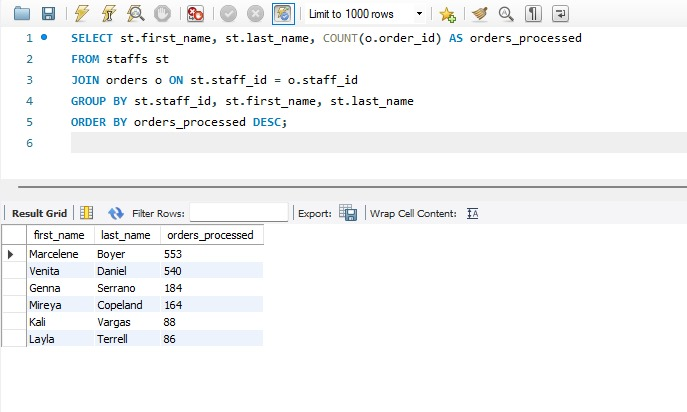 Limit to 1000 rows
1 SELECT st.first_name, st.last_name, COUNT(o.order_id) AS orders_processed
2 FROM staffs st
3 JOIN orders o ON st.staff_id = o.staff_id
4 GROUP BY st.staff_id, st.first_name, st.last_name
5 ORDER BY orders_processed DESC;
6
Result Grid Filter Rows: Export: Wrap Cell Content: IA
first_name last_name orders_processed
Marcelene Boyer 553
Venita Daniel 540
Genna Serrano 184
Mireya Copeland 164
Kali Vargas 88
Layla Terrell 86